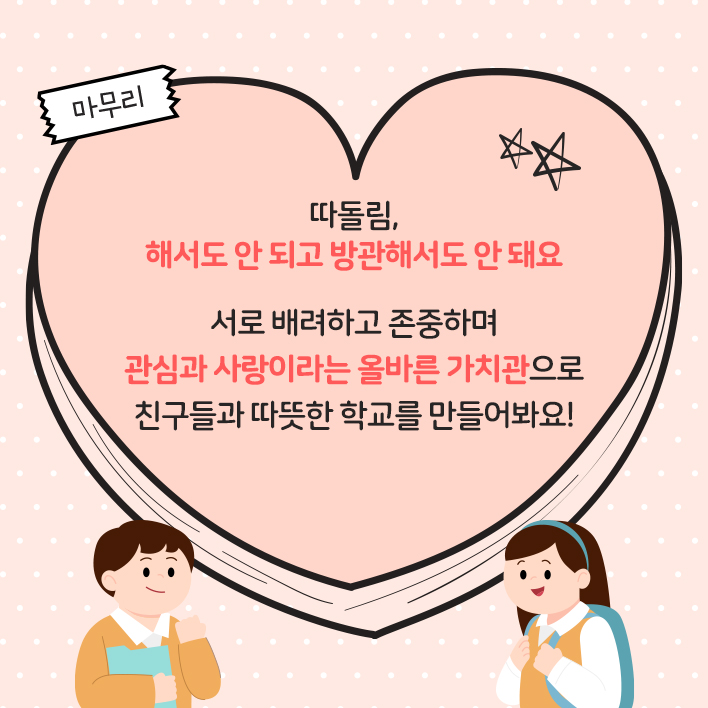 마무리
따돌림,
해서도 안 되고 방관해서도 안 돼요
서로 배려하고 존중하며
관심과 사랑이라는 올바른 가치관으로
친구들과 따뜻한 학교를 만들어봐요!